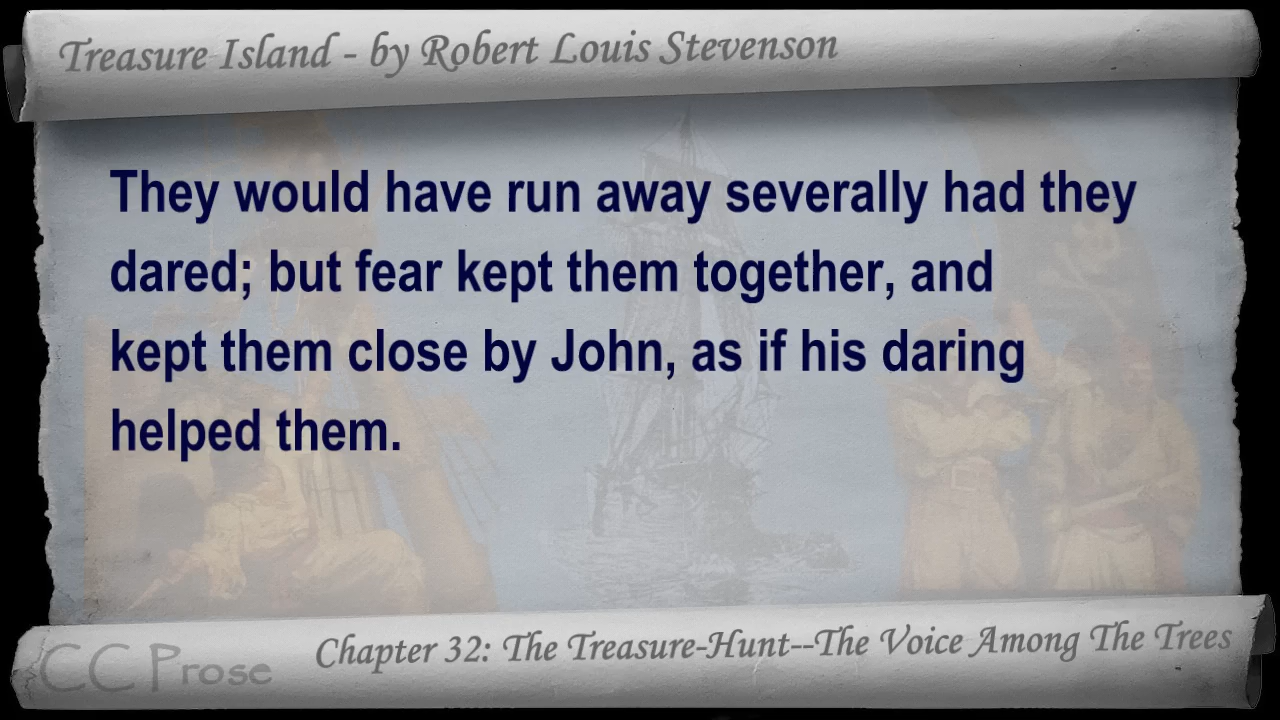 Treasure Island - by Robert Louis Stevenson
They would have run away severally had they
dared; but fear kept them together, and
kept them close by John, as if his daring
helped them.
Chapter 32: The Treasure-Hunt--The Voice Among The Trees
CC Prose